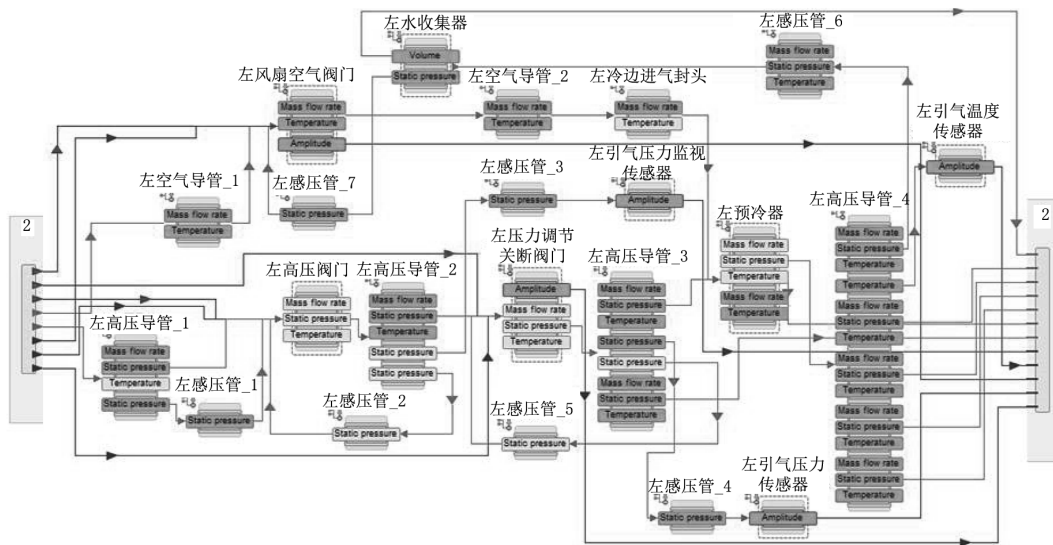 左水收集器
Volume
Static pressure
左感压管_6
Mass flow rate
Static pressure
Temperature
左风扇空气阀门
Mass flow rate
Temperature
Amplitude
左空气导管_2
Mass flow rate
Temperature
左冷边进气封头
Mass flow rate
Temperature
左引气温度
传感器
Amplitude
左空气导管_1
Mass flow rate
Temperature
左感压管_7
Static pressure
左感压管_3
Static pressure
左引气压力监视
传感器
Amplitude
2
2
左预冷器
Mass flow rate
Static pressure
Temperature
Mass flow rate
Temperature
左高压导管_4
Mass flow rate
Static pressure
Temperature
Mass flow rate
Static pressure
Temperature
Mass flow rate
Static pressure
Temperature
Mass flow rate
Static pressure
Temperature
Mass flow rate
Static pressure
Temperature
左高压阀门
Mass flow rate
Static pressure
Temperature
左高压导管_2
Mass flow rate
Static pressure
Temperature
Static pressure
Mass flow rate
左压力调节
关断阀门
Amplitude
Mass flow rate
Static pressure
Temperature
左高压导管_3
Mass flow rate
Static pressure
Temperature
Static pressure
Static pressure
Mass flow rate
Temperature
左高压导管_1
Mass flow rate
Static pressure
Temperature
Static pressure
左感压管_1
Static pressure
左感压管_2
Static pressure
左感压管_5
Static pressure
左感压管_4
Static pressure
左引气压力
传感器
Amplitude